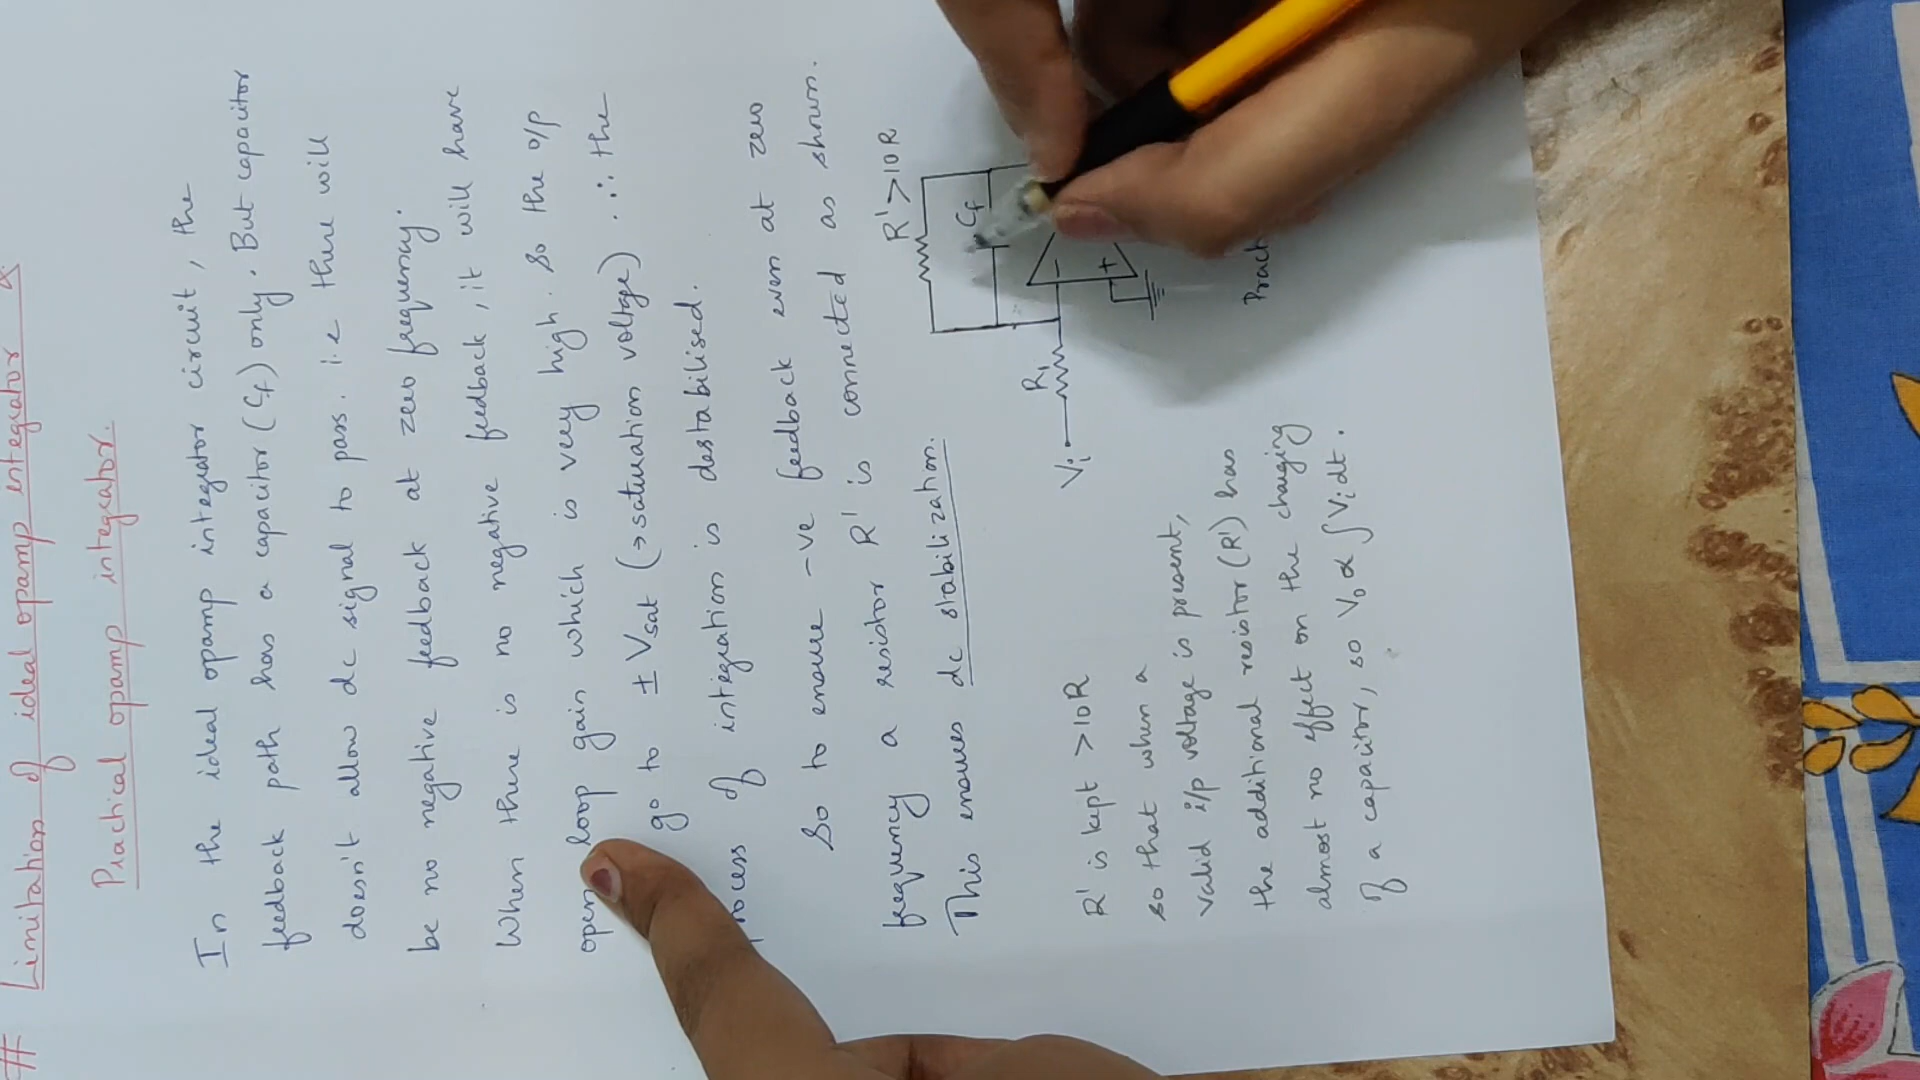 # Limitation of ideal opamp integrator &
Practical opamp integrator.
In the ideal opamp integrator circuit, the
feedback path has a capacitor (Cf) only. But capacitor
doesn't allow dc signal to pass. i.e there will
be no negative feedback at zero frequency.
When there is no negative feedback, it will have
open loop gain which is very high. So the o/p
go to ± Vsat (→saturation voltage). ∴ the
process of integration is destabilised.
So to ensure -ve feedback even at zero
frequency a resistor R' is connected as shown.
This ensures dc stabilization.
R' is kept > 10R
so that when a
valid i/p voltage is present,
the additional resistor (R') has
almost no effect on the charging
of a capacitor, so Vo ∝ ∫ Vi dt.
R' > 10R
Cf
R1
Vi
-
+